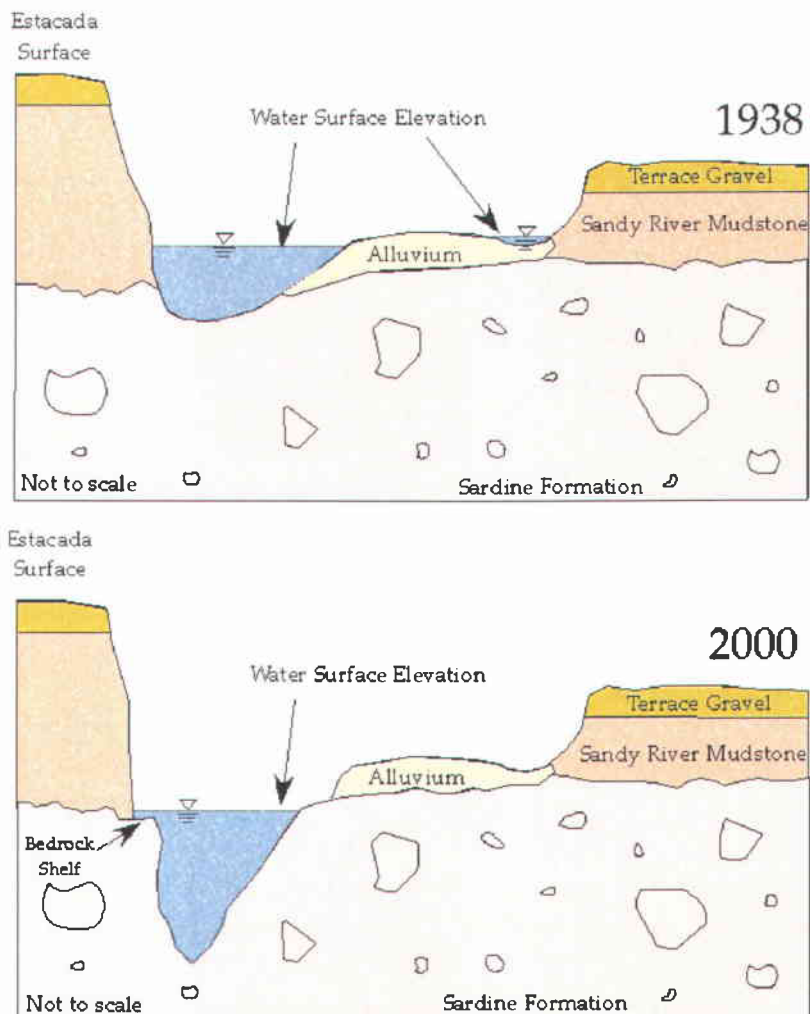 Estacada
Surface
Water Surface Elevation
1938
Terrace Gravel
Sandy River Mudstone
Alluvium
Not to scale
Sardine Formation
Estacada
Surface
2000
Water Surface Elevation
Terrace Gravel
Sandy River Mudstone
Alluvium
Bedrock
Shelf
Not to scale
Sardine Formation